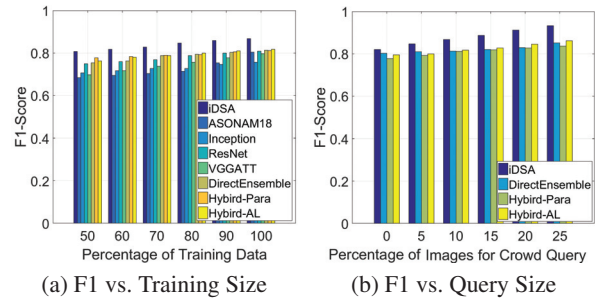 F1-Score
1
0.8
0.6
0.4
0.2
0
iDSA
ASONAM18
Inception
ResNet
VGGATT
DirectEnsemble
Hybird-Para
Hybird-AL
50 60 70 80 90 100
Percentage of Training Data
(a) F1 vs. Training Size
F1-Score
1
0.8
0.6
0.4
0.2
0
iDSA
DirectEnsemble
Hybrid-Para
Hybird-AL
0 5 10 15 20 25
Percentage of Images for Crowd Query
(b) F1 vs. Query Size